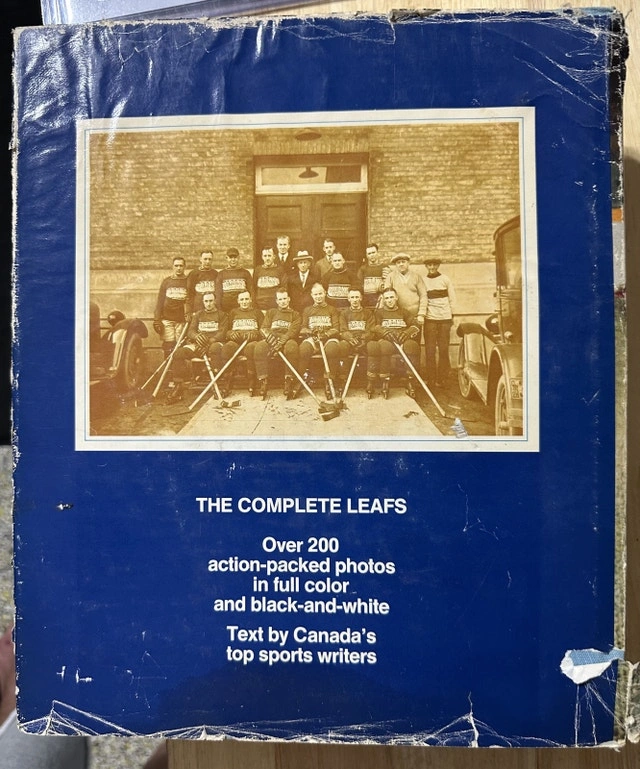 THE COMPLETE LEAFS
Over 200
action-packed photos
in full color
and black-and-white
Text by Canada's
top sports writers